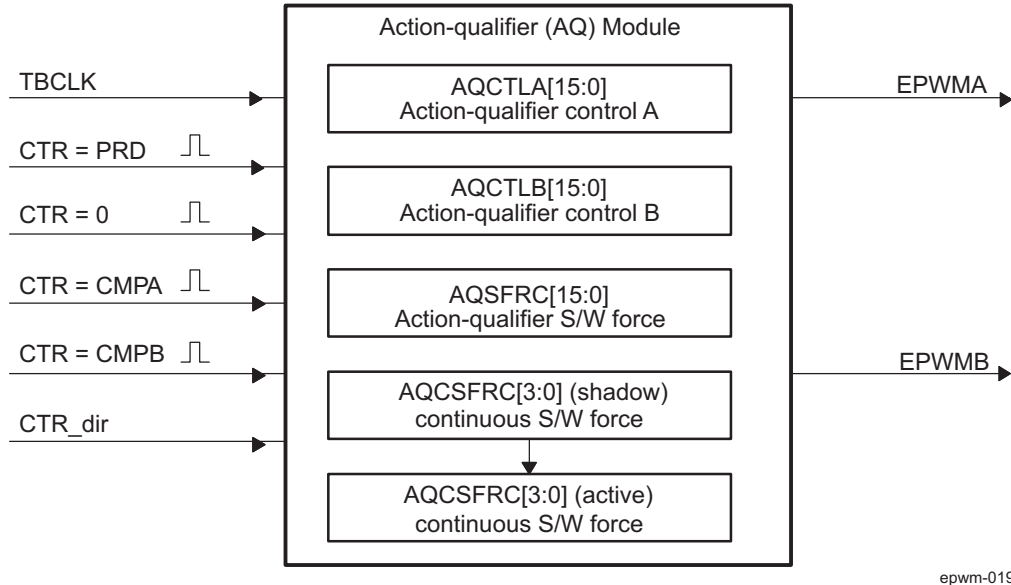 Action-qualifier (AQ) Module
TBCLK
AQCTLA[15:0]
Action-qualifier control A
EPWMA
CTR = PRD
AQCTLB[15:0]
Action-qualifier control B
CTR = 0
CTR = CMPA
AQSFRC[15:0]
Action-qualifier S/W force
CTR = CMPB
EPWMB
AQCSFRC[3:0] (shadow)
continuous S/W force
CTR_dir
AQCSFRC[3:0] (active)
continuous S/W force
epwm-019